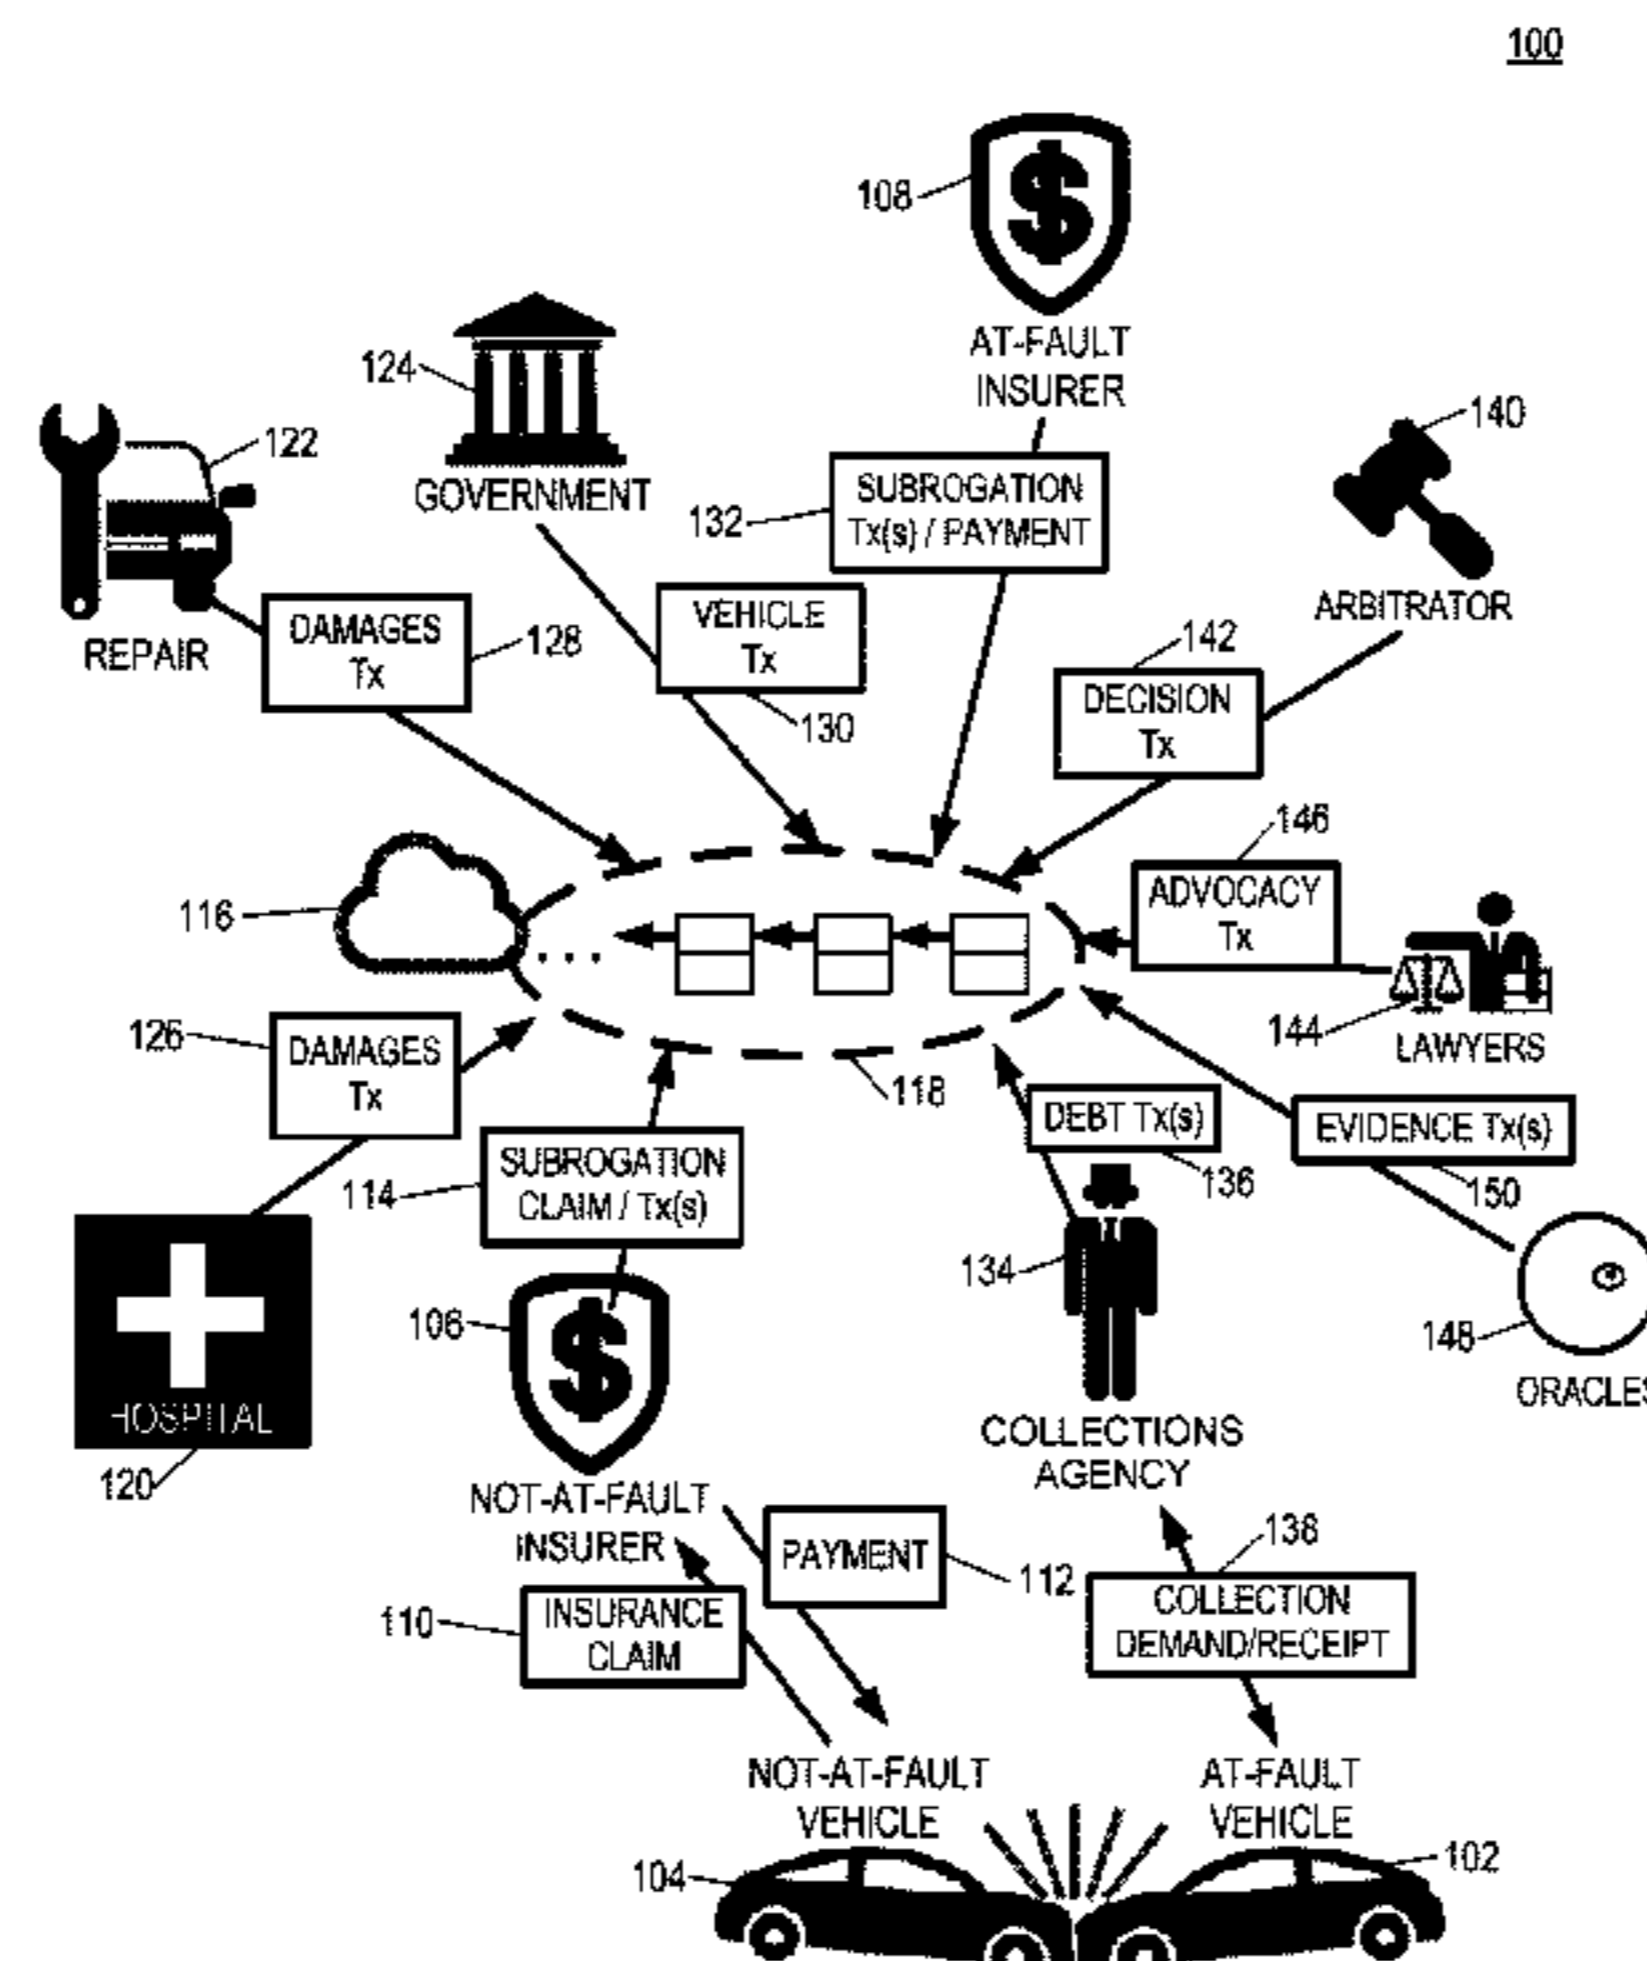 100
108
AT-FAULT
INSURER
124
GOVERNMENT
140
ARBITRATOR
122
REPAIR
132
SUBROGATION
Tx(s) / PAYMENT
DAMAGES
Tx
128
VEHICLE
Tx
130
142
DECISION
Tx
146
ADVOCACY
Tx
116
...
144
LAWYERS
126
DAMAGES
Tx
118
DEBT Tx(s)
136
EVIDENCE Tx(s)
150
114
SUBROGATION
CLAIM / Tx(s)
134
148
ORACLES
106
HOSPITAL
120
COLLECTIONS
AGENCY
NOT-AT-FAULT
INSURER
PAYMENT
112
138
COLLECTION
DEMAND/RECEIPT
110
INSURANCE
CLAIM
NOT-AT-FAULT
VEHICLE
AT-FAULT
VEHICLE
104
102